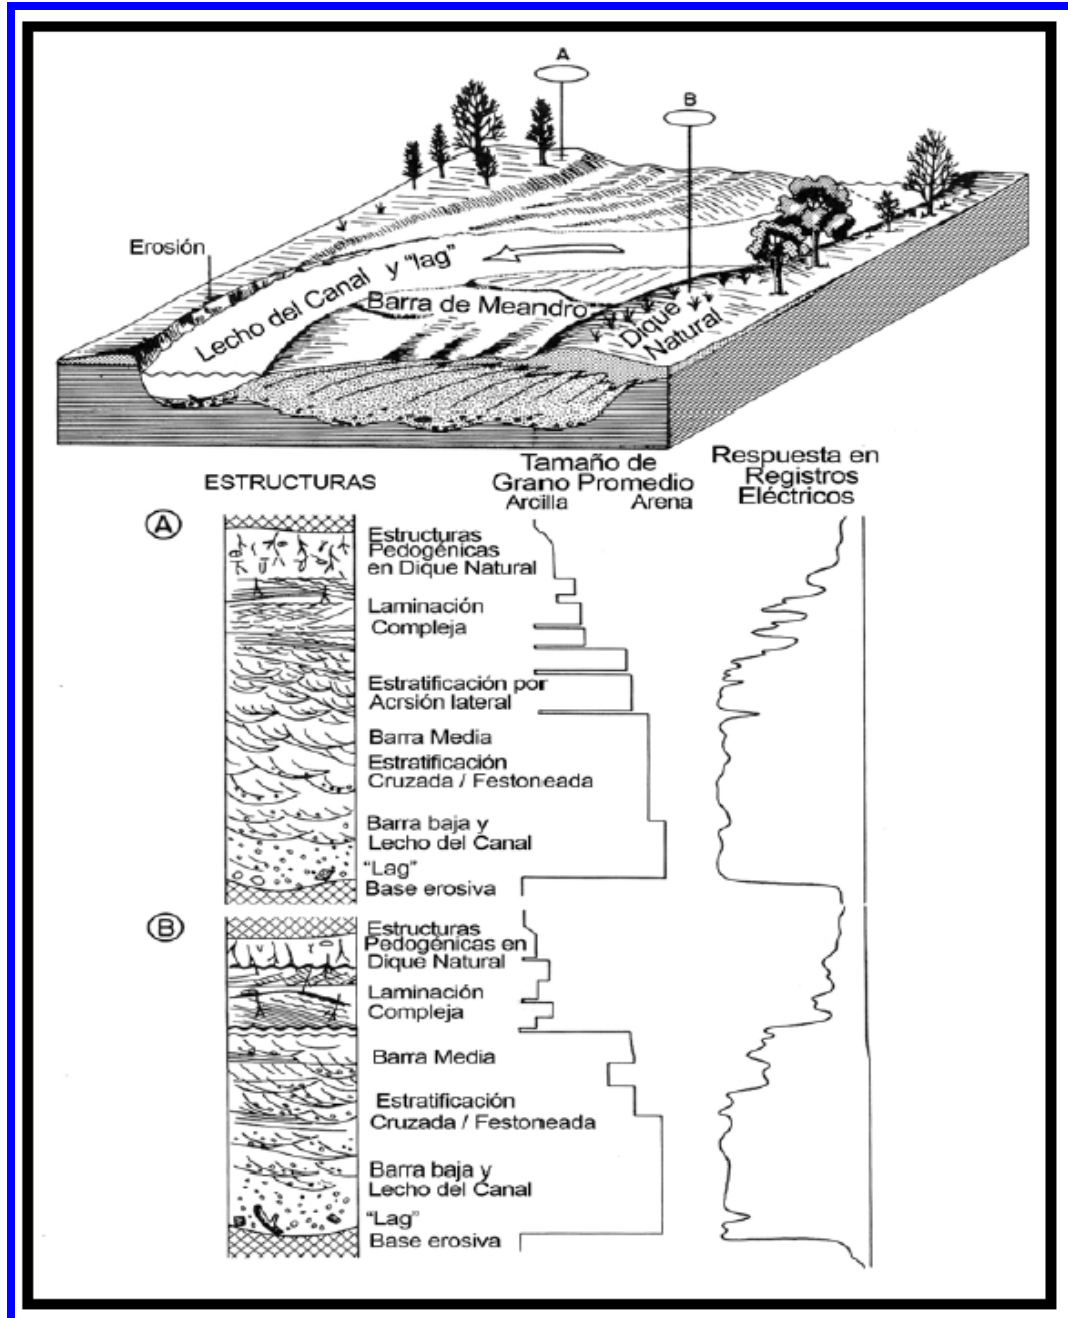 A
B
Erosión
Lecho del Canal y "lag"
Barra de Meandro
Dique
Natural
ESTRUCTURAS
Tamaño de
Grano Promedio
Arcilla Arena
Respuesta en
Registros
Eléctricos
A
Estructuras
Pedogénicas
en Dique Natural
Laminación
Compleja
Estratificación por
Acrsión lateral
Barra Media
Estratificación
Cruzada / Festoneada
Barra baja y
Lecho del Canal
"Lag"
Base erosiva
B
Estructuras
Pedogénicas en
Dique Natural
Laminación
Compleja
Barra Media
Estratificación
Cruzada / Festoneada
Barra baja y
Lecho del Canal
"Lag"
Base erosiva